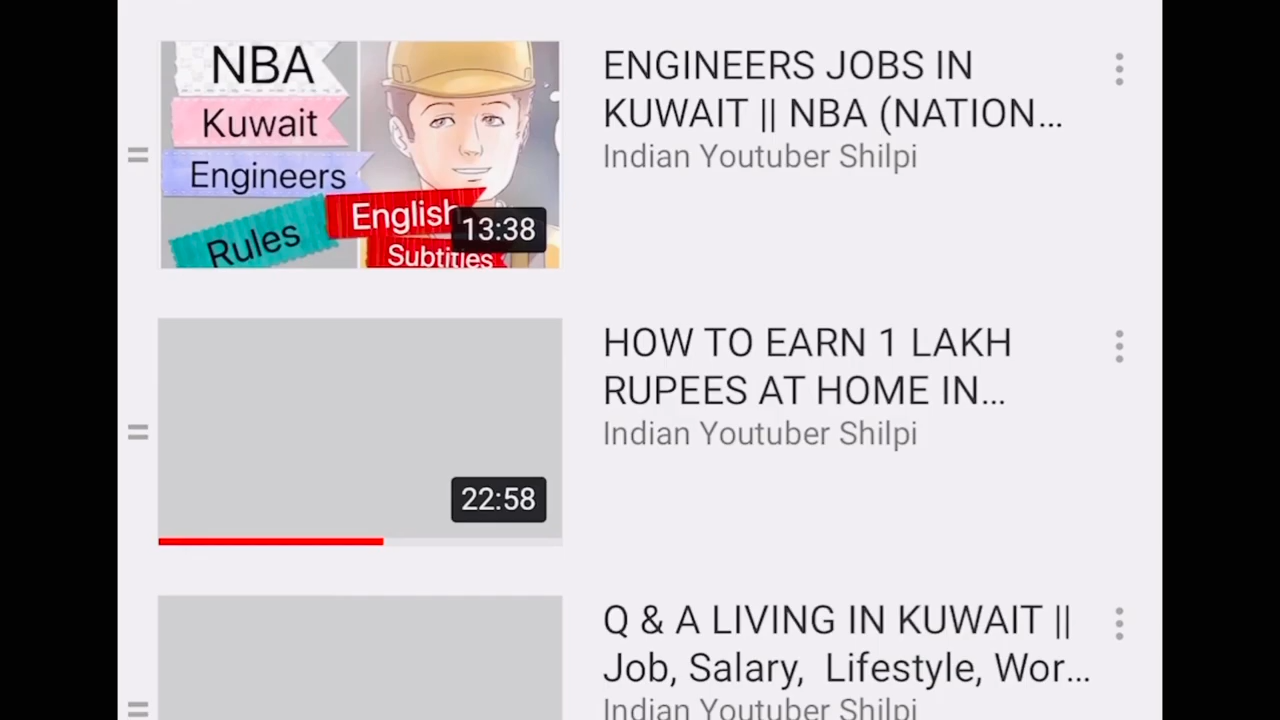 NBA
Kuwait
Engineers
Rules
English
Subtitles
13:38
ENGINEERS JOBS IN
KUWAIT || NBA (NATION...
Indian Youtuber Shilpi
22:58
HOW TO EARN 1 LAKH
RUPEES AT HOME IN...
Indian Youtuber Shilpi
Q & A LIVING IN KUWAIT ||
Job, Salary,  Lifestyle, Wor...
Indian Youtuber Shilpi